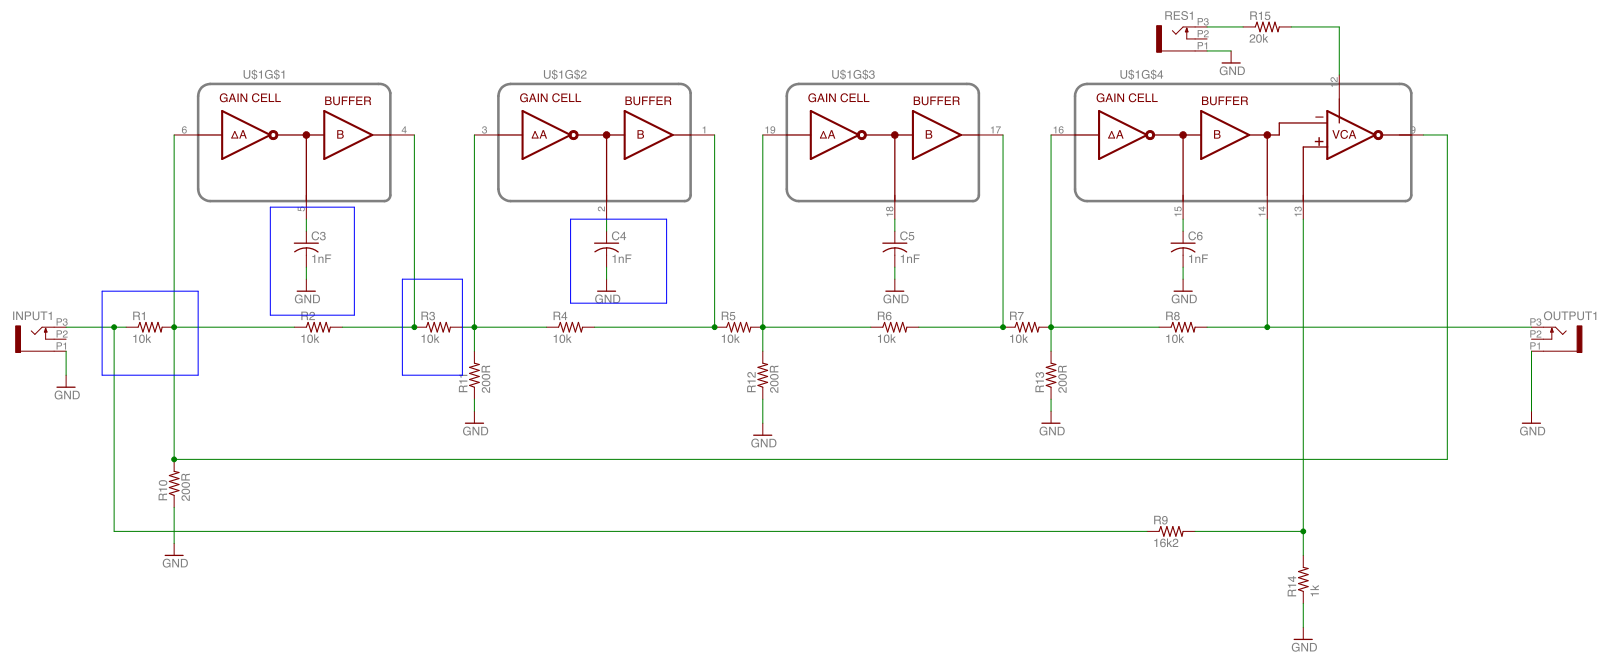 RES1
P3
P2
P1
GND
R15
20k
12
U$1G$1
GAIN CELL
BUFFER
ΔA
B
6
4
5
U$1G$2
GAIN CELL
BUFFER
ΔA
B
3
1
2
U$1G$3
GAIN CELL
BUFFER
ΔA
B
19
17
18
U$1G$4
GAIN CELL
BUFFER
ΔA
B
−
+
VCA
16
9
15
14
13
C3
1nF
GND
C4
1nF
GND
C5
1nF
GND
C6
1nF
GND
INPUT1
P3
P2
P1
GND
R1
10k
R2
10k
R3
10k
R4
10k
R5
10k
R6
10k
R7
10k
R8
10k
OUTPUT1
P3
P2
P1
GND
200R
GND
R12
200R
GND
R13
200R
GND
R10
200R
GND
R9
16k2
R14
1k
GND